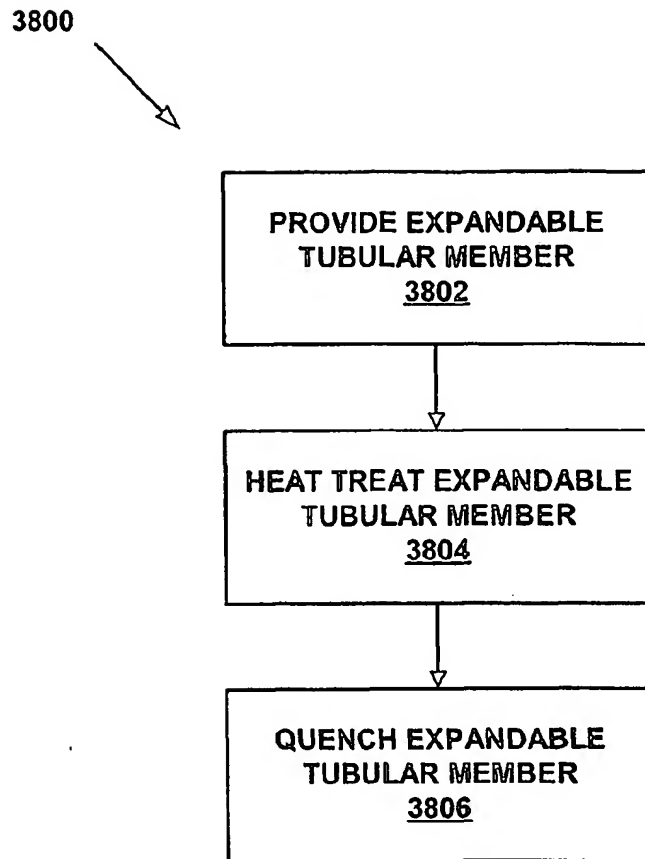 3800
PROVIDE EXPANDABLE
TUBULAR MEMBER
3802
HEAT TREAT EXPANDABLE
TUBULAR MEMBER
3804
QUENCH EXPANDABLE
TUBULAR MEMBER
3806